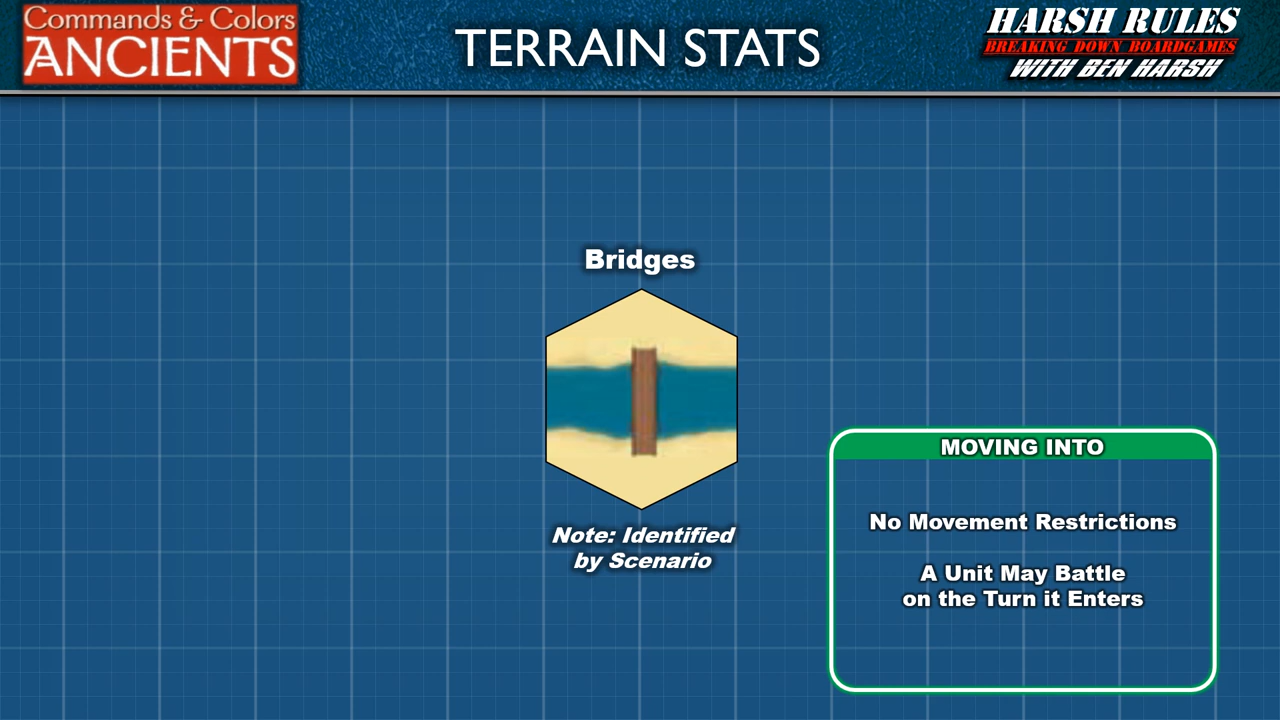 Commands & Colors
ANCIENTS
TERRAIN STATS
HARSH RULES
BREAKING DOWN BOARDGAMES
WITH BEN HARSH
Bridges
Note: Identified
by Scenario
MOVING INTO
No Movement Restrictions
A Unit May Battle
on the Turn it Enters